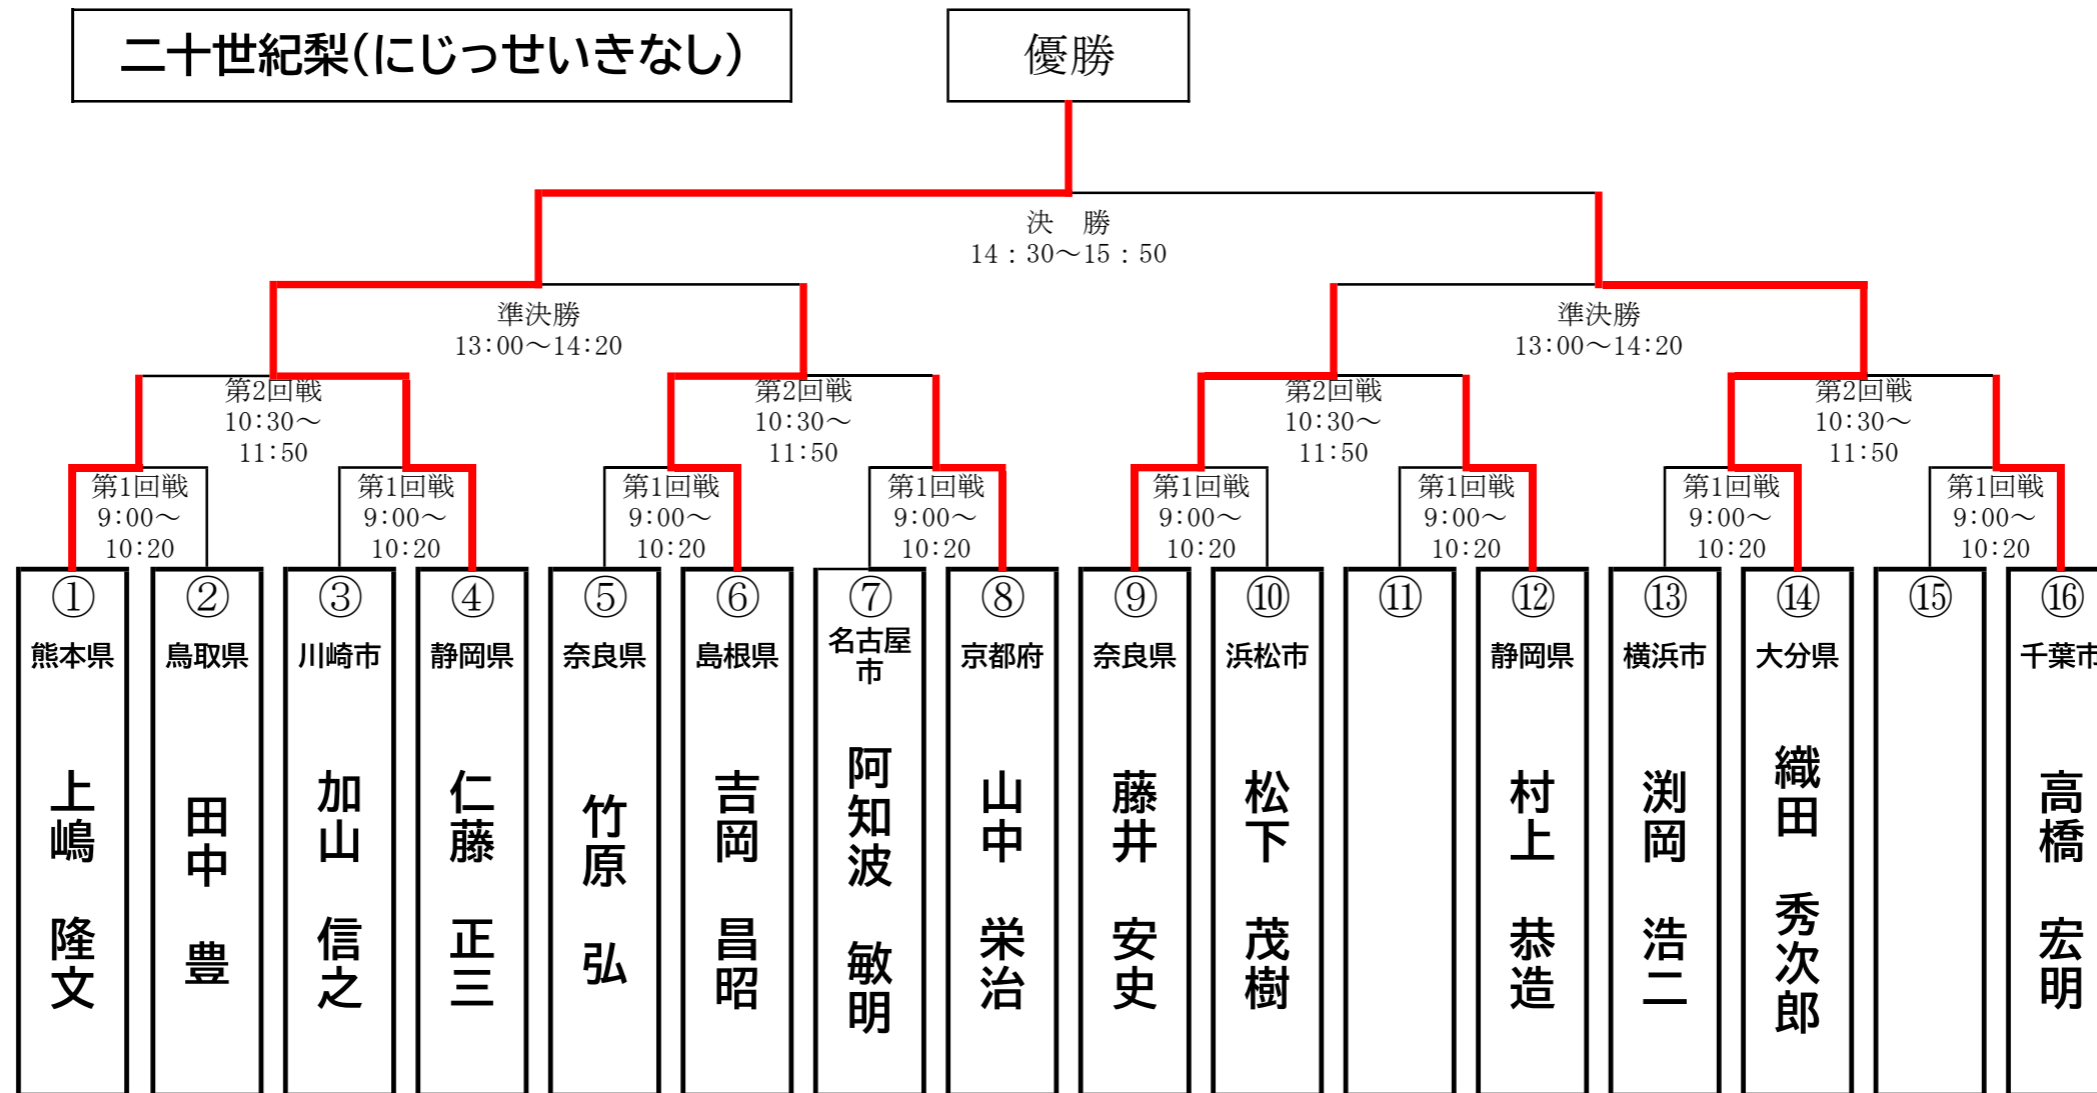 二十世紀梨(にじっせいきなし)
優勝
決　勝
14：30～15：50
準決勝
13:00～14:20
準決勝
13:00～14:20
第2回戦
10:30～
11:50
第2回戦
10:30～
11:50
第2回戦
10:30～
11:50
第2回戦
10:30～
11:50
第1回戦
9:00～
10:20
第1回戦
9:00～
10:20
第1回戦
9:00～
10:20
第1回戦
9:00～
10:20
第1回戦
9:00～
10:20
第1回戦
9:00～
10:20
第1回戦
9:00～
10:20
第1回戦
9:00～
10:20
①
熊本県
上嶋　隆文
②
鳥取県
田中　豊
③
川崎市
加山　信之
④
静岡県
仁藤　正三
⑤
奈良県
竹原　弘
⑥
島根県
吉岡　昌昭
⑦
名古屋
市
阿知波　敏明
⑧
京都府
山中　栄治
⑨
奈良県
藤井　安史
⑩
浜松市
松下　茂樹
⑪
⑫
静岡県
村上　恭造
⑬
横浜市
渕岡　浩二
⑭
大分県
織田　秀次郎
⑮
⑯
千葉市
高橋　宏明